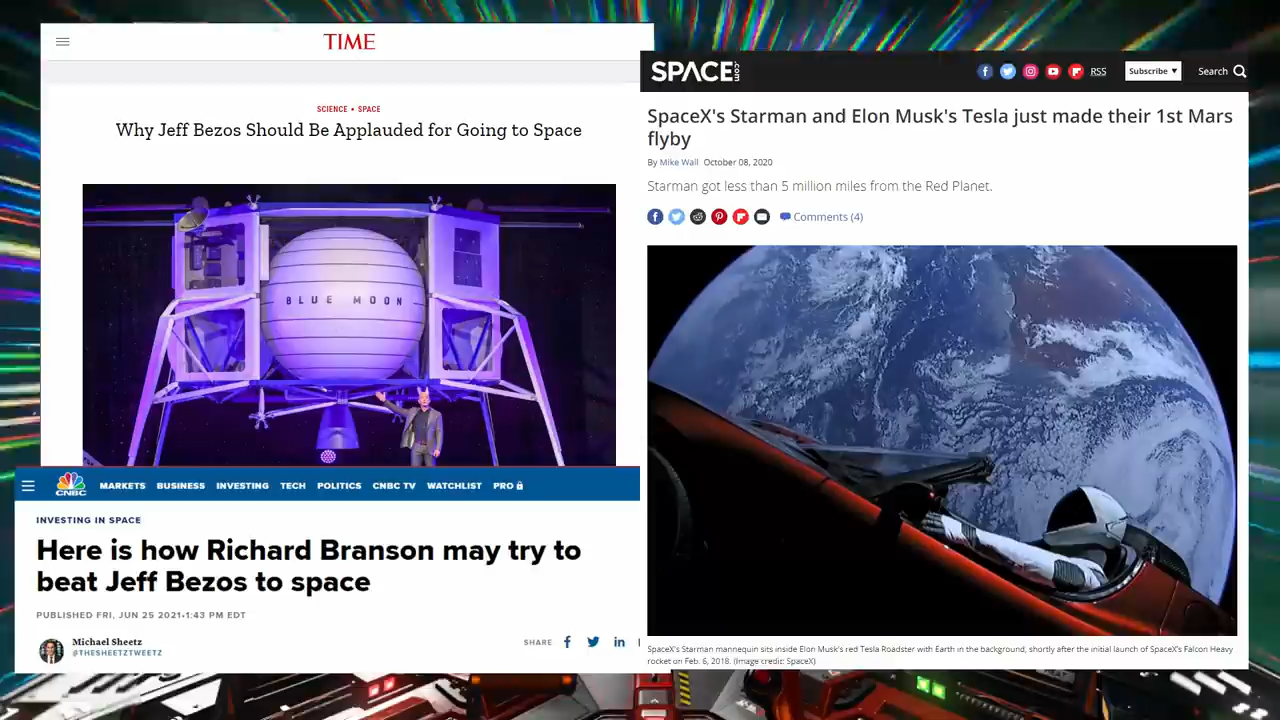 TIME
SCIENCE • SPACE
Why Jeff Bezos Should Be Applauded for Going to Space
BLUE MOON
CNBC
MARKETS BUSINESS INVESTING TECH POLITICS CNBC TV WATCHLIST PRO
INVESTING IN SPACE
Here is how Richard Branson may try to
beat Jeff Bezos to space
PUBLISHED FRI, JUN 25 2021•1:43 PM EDT
Michael Sheetz
@THESHEETZTWEETZ
SHARE
SPACE.com
RSS
Subscribe ▼
Search
SpaceX's Starman and Elon Musk's Tesla just made their 1st Mars
flyby
By Mike Wall October 08, 2020
Starman got less than 5 million miles from the Red Planet.
Comments (4)
SpaceX's Starman mannequin sits inside Elon Musk's red Tesla Roadster with Earth in the background, shortly after the initial launch of SpaceX's Falcon Heavy
rocket on Feb. 6, 2018. (Image credit: SpaceX)